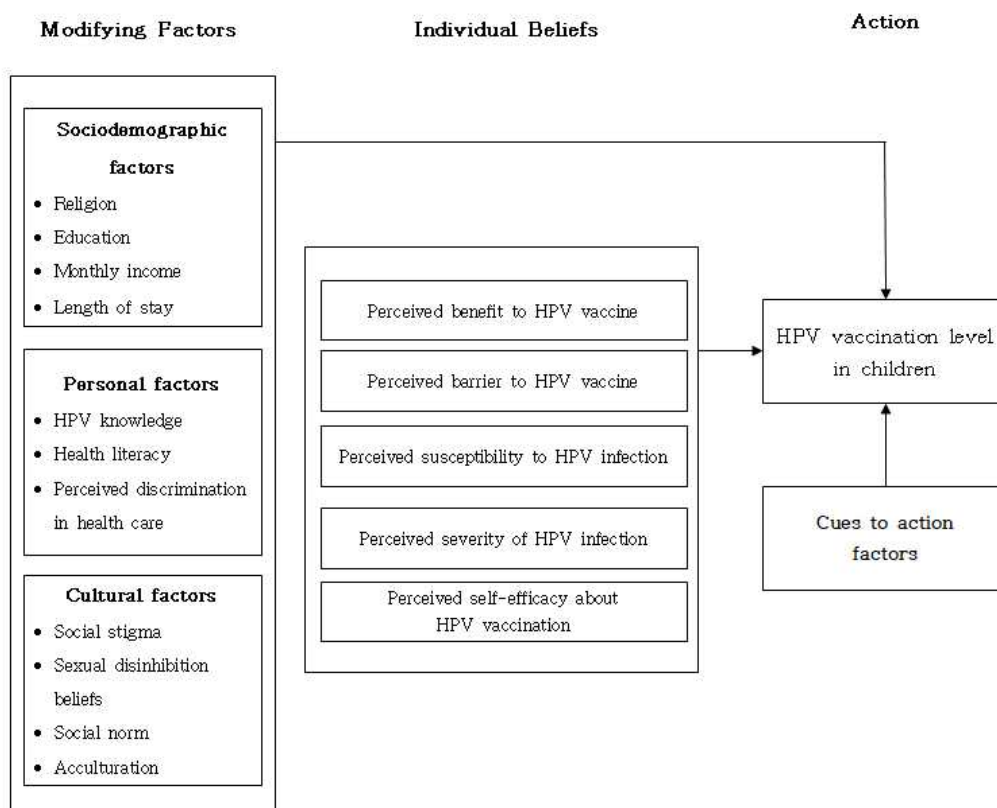 Modifying Factors
Individual Beliefs
Action
Sociodemographic
factors
• Religion
• Education
• Monthly income
• Length of stay
Personal factors
• HPV knowledge
• Health literacy
• Perceived discrimination
in health care
Cultural factors
• Social stigma
• Sexual disinhibition
beliefs
• Social norm
• Acculturation
Perceived benefit to HPV vaccine
Perceived barrier to HPV vaccine
Perceived susceptibility to HPV infection
Perceived severity of HPV infection
Perceived self-efficacy about
HPV vaccination
HPV vaccination level
in children
Cues to action
factors